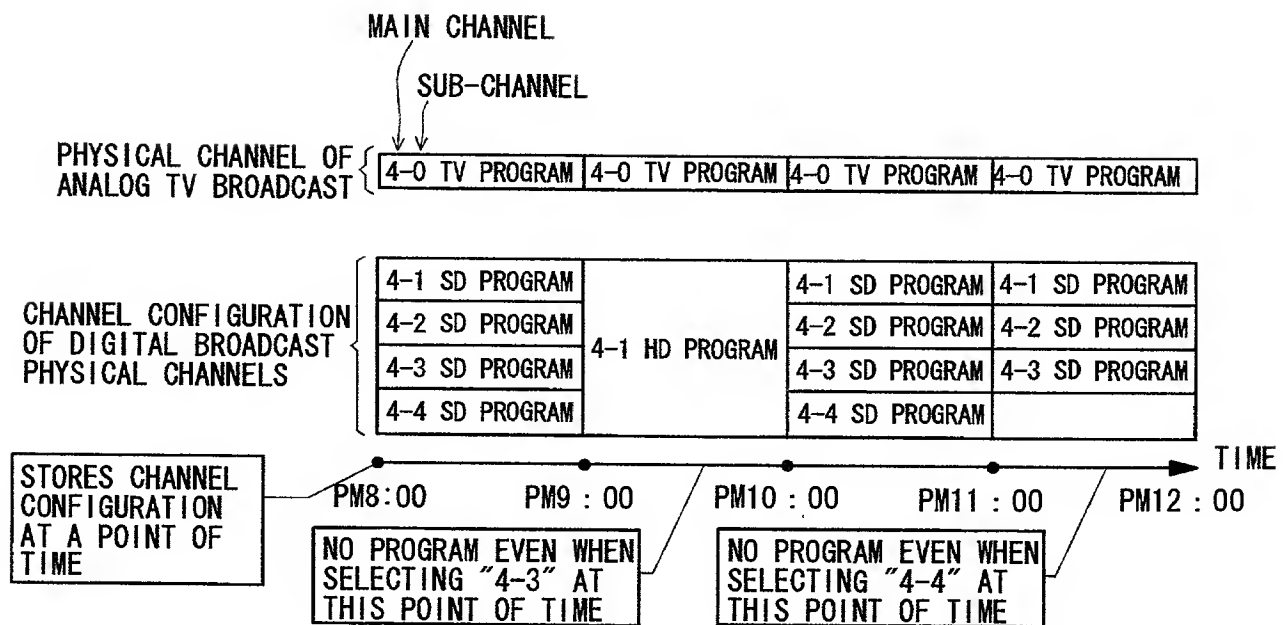 MAIN CHANNEL
SUB-CHANNEL
PHYSICAL CHANNEL OF
ANALOG TV BROADCAST
4-0 TV PROGRAM 4-0 TV PROGRAM 4-0 TV PROGRAM 4-0 TV PROGRAM
CHANNEL CONFIGURATION
OF DIGITAL BROADCAST
PHYSICAL CHANNELS
4-1 SD PROGRAM
4-2 SD PROGRAM
4-3 SD PROGRAM
4-4 SD PROGRAM
4-1 HD PROGRAM
4-1 SD PROGRAM 4-1 SD PROGRAM
4-2 SD PROGRAM 4-2 SD PROGRAM
4-3 SD PROGRAM 4-3 SD PROGRAM
4-4 SD PROGRAM
TIME
PM8:00 PM9:00 PM10:00 PM11:00 PM12:00
STORES CHANNEL
CONFIGURATION
AT A POINT OF
TIME
NO PROGRAM EVEN WHEN
SELECTING "4-3" AT
THIS POINT OF TIME
NO PROGRAM EVEN WHEN
SELECTING "4-4" AT
THIS POINT OF TIME